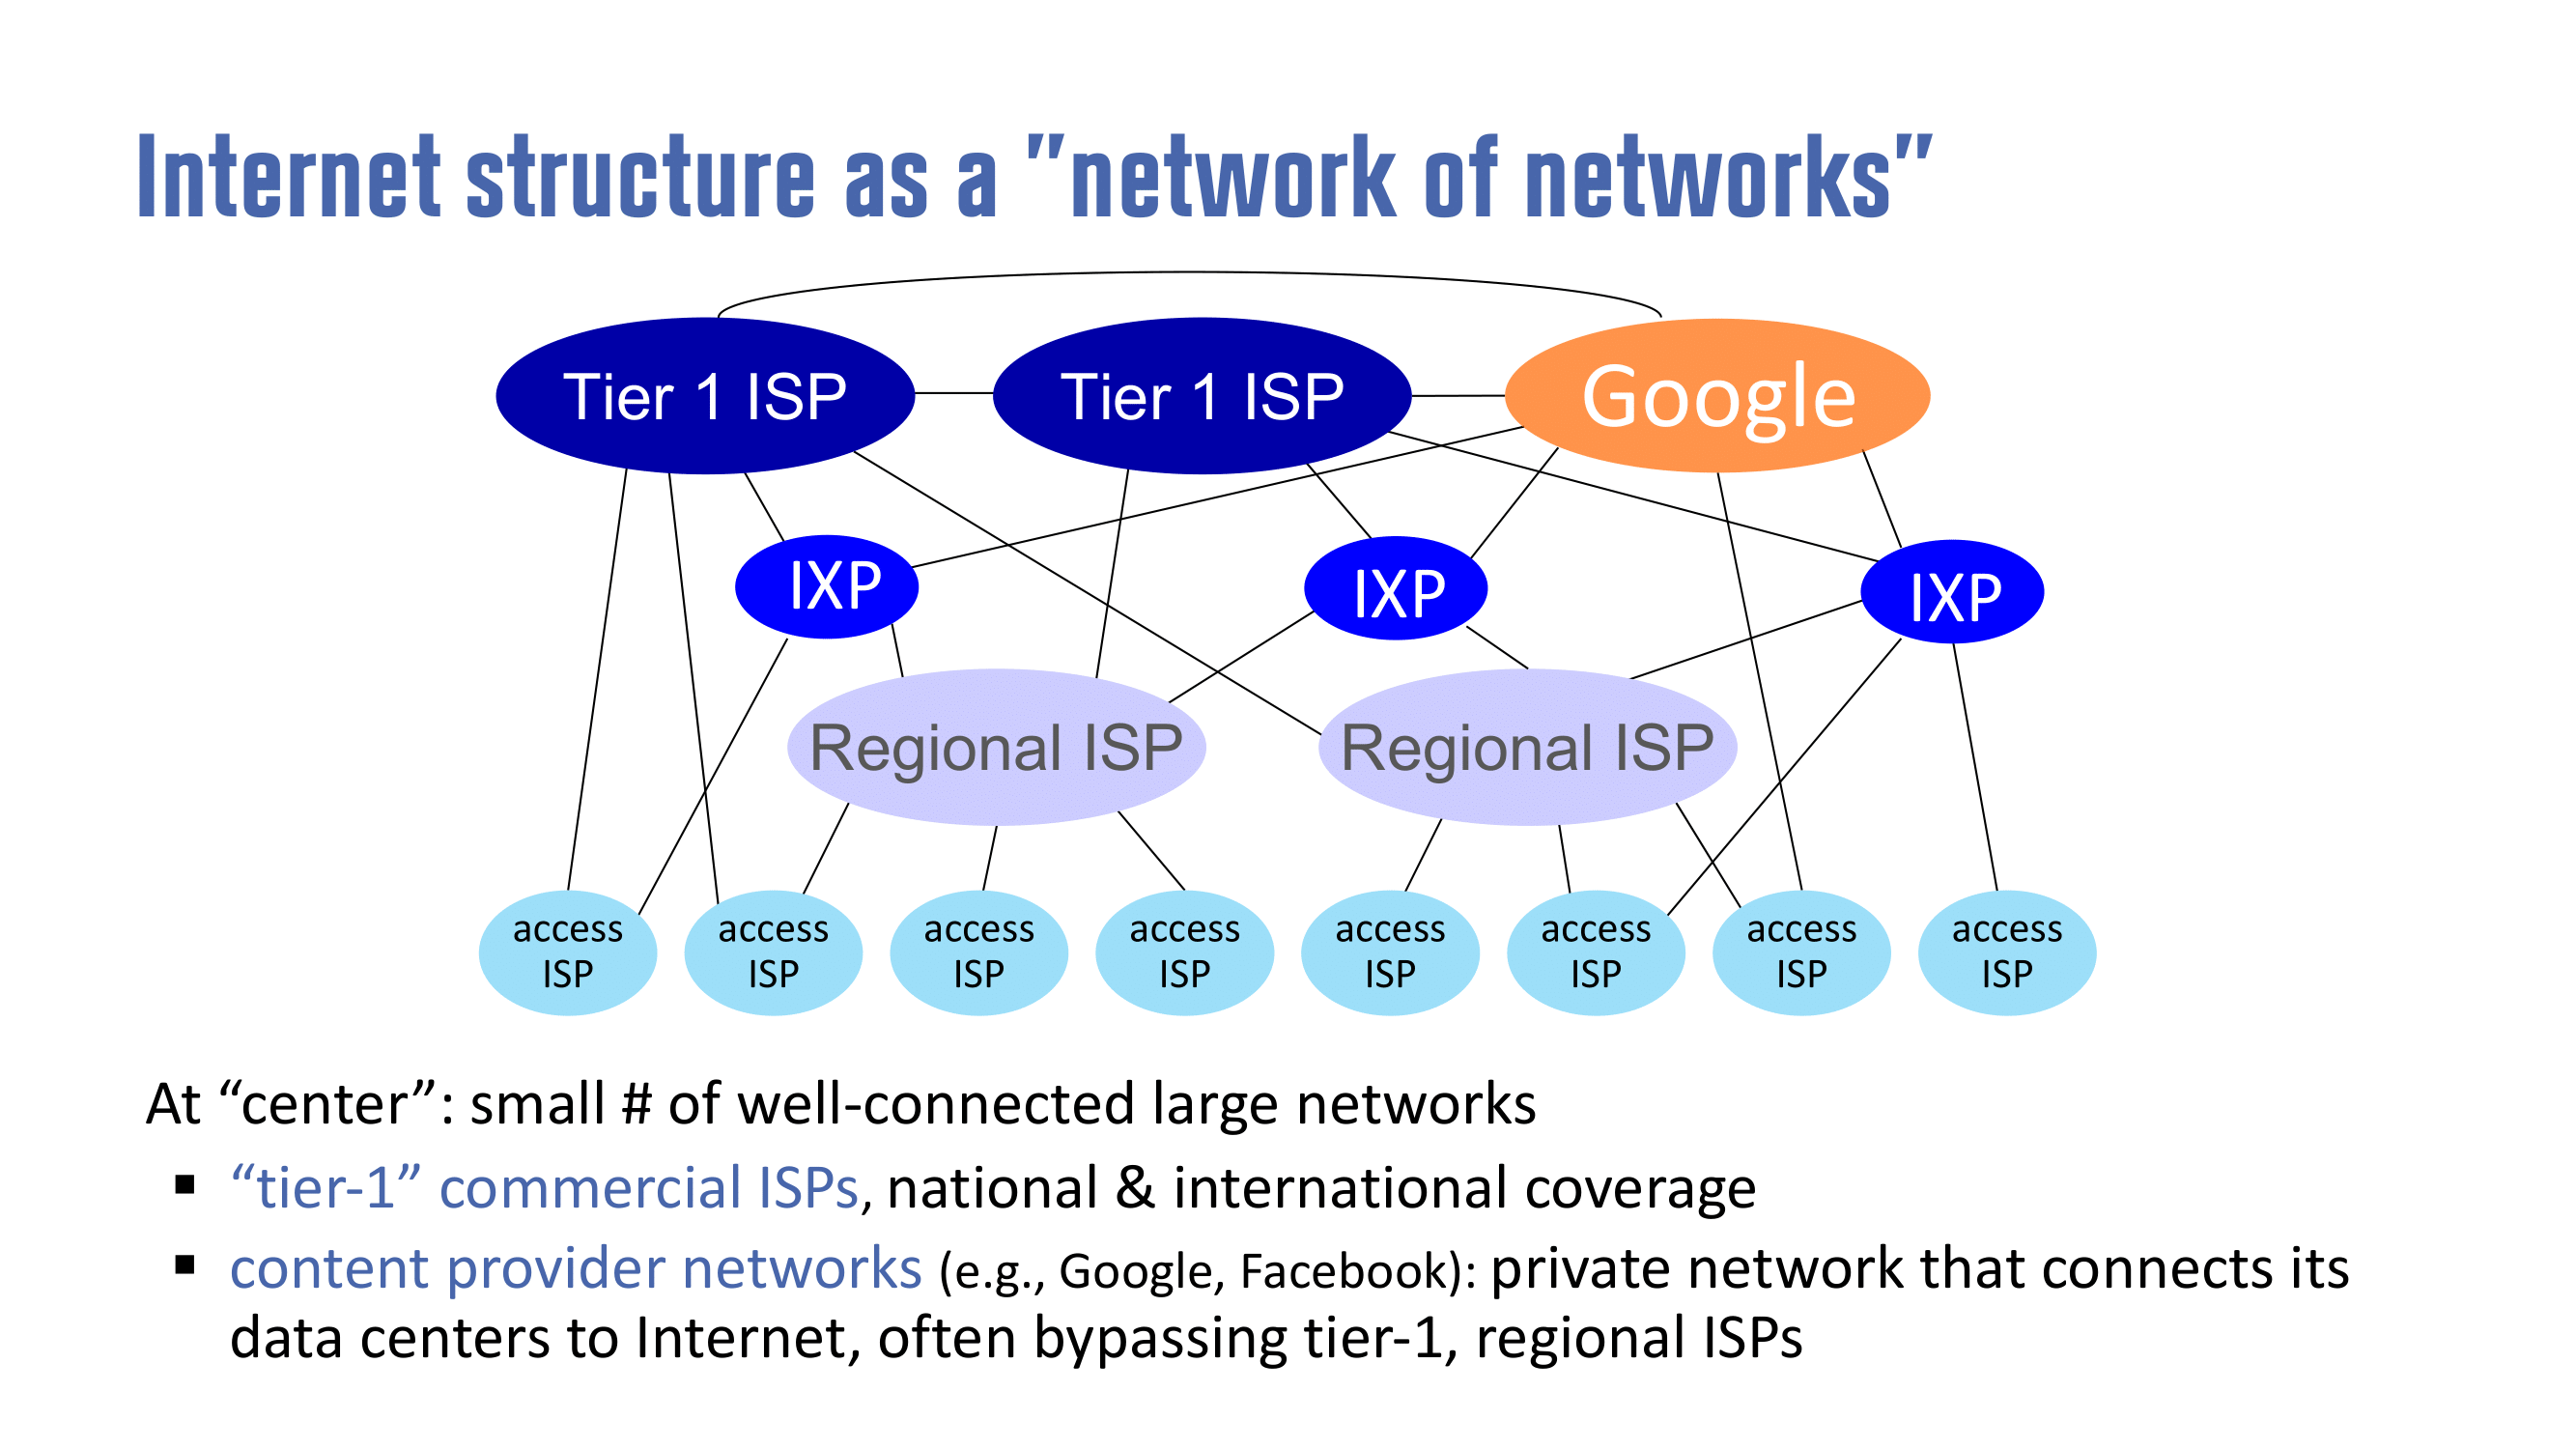 Internet structure as a "network of networks"
Tier 1 ISP
Tier 1 ISP
Google
IXP
IXP
IXP
Regional ISP
Regional ISP
access
ISP
access
ISP
access
ISP
access
ISP
access
ISP
access
ISP
access
ISP
access
ISP
At “center”: small # of well-connected large networks
▪ “tier-1” commercial ISPs, national & international coverage
▪ content provider networks (e.g., Google, Facebook): private network that connects its
data centers to Internet, often bypassing tier-1, regional ISPs